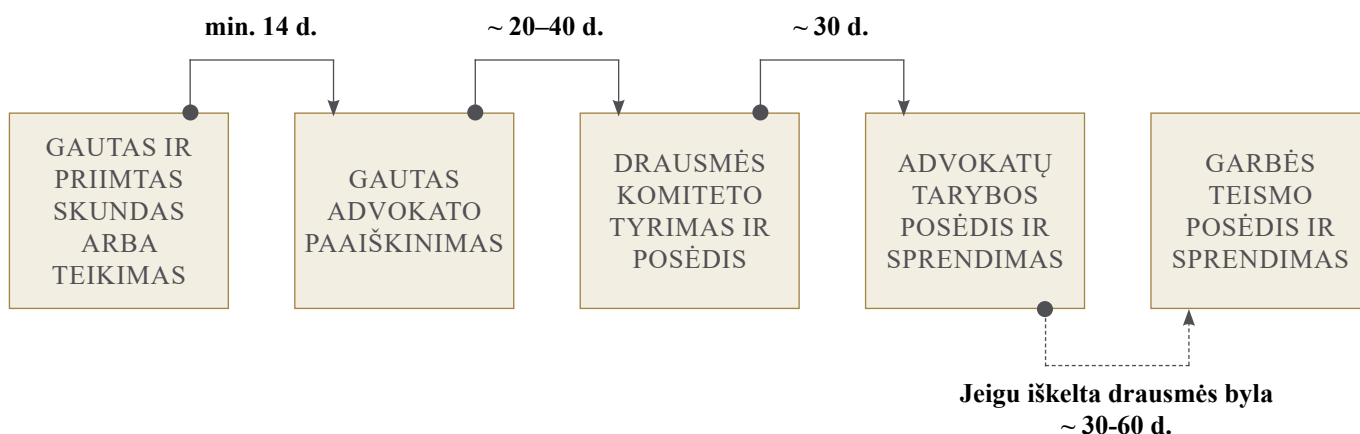 min. 14 d.
~ 20–40 d.
~ 30 d.
GAUTAS IR
PRIIMTAS
SKUNDAS
ARBA
TEIKIMAS
GAUTAS
ADVOKATO
PAAIŠKINIMAS
DRAUSMĖS
KOMITETO
TYRIMAS IR
POSĖDIS
ADVOKATŲ
TARYBOS
POSĖDIS IR
SPRENDIMAS
GARBĖS
TEISMO
POSĖDIS IR
SPRENDIMAS
Jeigu iškelta drausmės byla
~ 30-60 d.